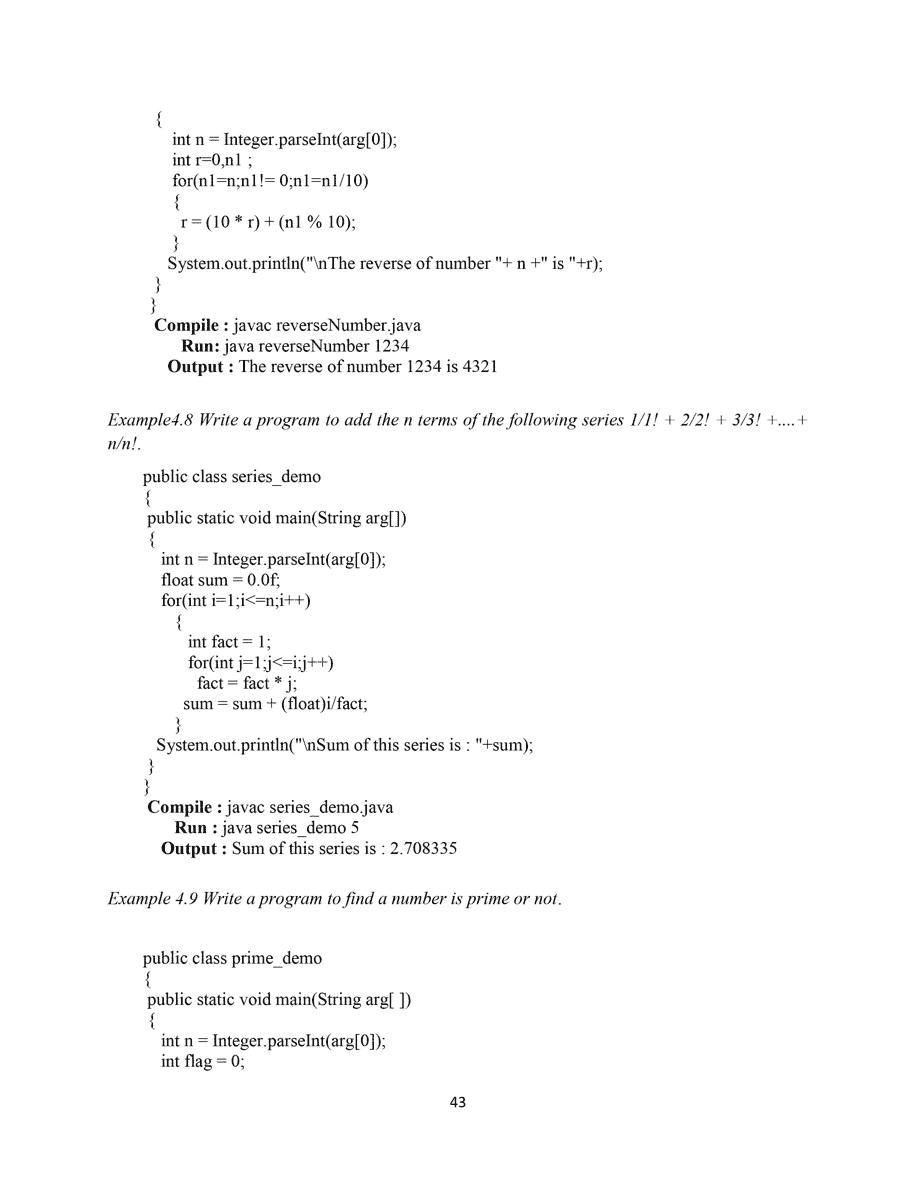 {
int n = Integer.parseInt(arg[0]);
int r=0,n1 ;
for(n1=n;n1!= 0;n1=n1/10)
{
r = (10 * r) + (n1 % 10);
}
System.out.println("\nThe reverse of number "+ n +" is "+r);
}
}
Compile : javac reverseNumber.java
Run: java reverseNumber 1234
Output : The reverse of number 1234 is 4321
Example4.8 Write a program to add the n terms of the following series 1/1! + 2/2! + 3/3! +....+
n/n!.
public class series_demo
{
public static void main(String arg[])
{
int n = Integer.parseInt(arg[0]);
float sum = 0.0f;
for(int i=1;i<=n;i++)
{
int fact = 1;
for(int j=1;j<=i;j++)
fact = fact * j;
sum = sum + (float)i/fact;
}
System.out.println("\nSum of this series is : "+sum);
}
}
Compile : javac series_demo.java
Run : java series_demo 5
Output : Sum of this series is : 2.708335
Example 4.9 Write a program to find a number is prime or not.
public class prime_demo
{
public static void main(String arg[ ])
{
int n = Integer.parseInt(arg[0]);
int flag = 0;
43